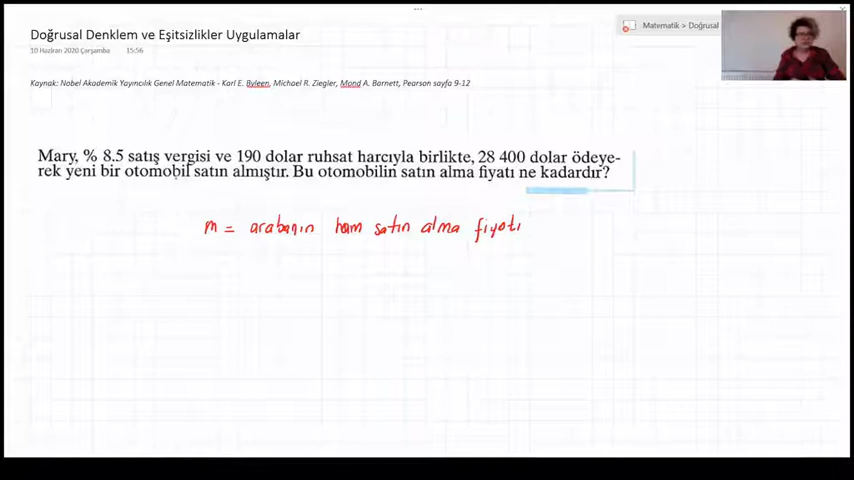 Doğrusal Denklem ve Eşitsizlikler Uygulamalar
Matematik > Doğrusal
10 Haziran 2020 Çarşamba 15:56
Kaynak: Nobel Akademik Yayıncılık Genel Matematik - Karl E. Byleen, Michael R. Ziegler, Mond A. Barnett, Pearson sayfa 9-12
Mary, % 8.5 satış vergisi ve 190 dolar ruhsat harcıyla birlikte, 28 400 dolar ödeye-
rek yeni bir otomobil satın almıştır. Bu otomobilin satın alma fiyatı ne kadardır?
m = arabanın ham satın alma fiyatı